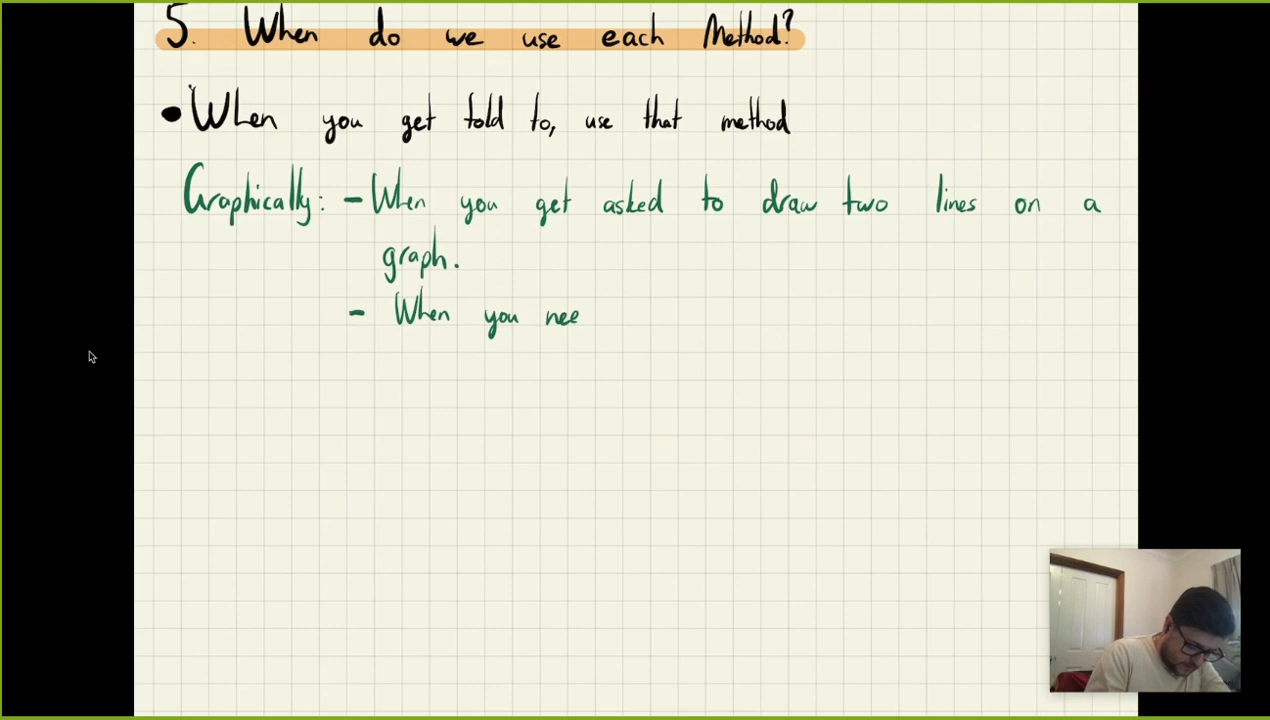 5. When do we use each Method?
• When you get told to, use that method
Graphically: - When you get asked to draw two lines on a
graph.
- When you nee